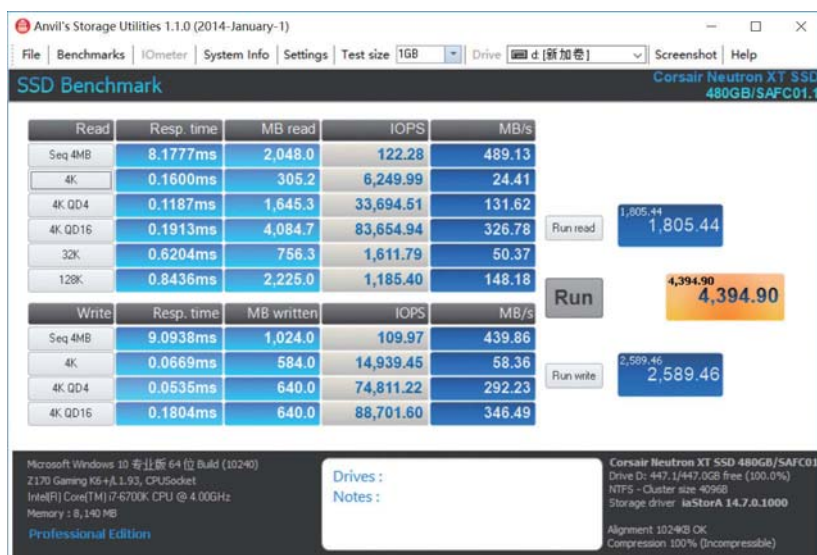 Anvil's Storage Utilities 1.1.0 (2014-January-1)
File Benchmarks IOmeter System Info Settings Test size 1GB Drive d: [新加卷] Screenshot Help
SSD Benchmark
Corsair Neutron XT SSD
480GB/SAFC01.1
Read Resp. time MB read IOPS MB/s
Seq 4MB 8.1777ms 2,048.0 122.28 489.13
4K 0.1600ms 305.2 6,249.99 24.41
4K QD4 0.1187ms 1,645.3 33,694.51 131.62
4K QD16 0.1913ms 4,084.7 83,654.94 326.78
32K 0.6204ms 756.3 1,611.79 50.37
128K 0.8436ms 2,225.0 1,185.40 148.18
Run read
1,805.44
1,805.44
Run
4,394.90
4,394.90
Write Resp. time MB written IOPS MB/s
Seq 4MB 9.0938ms 1,024.0 109.97 439.86
4K 0.0669ms 584.0 14,939.45 58.36
4K QD4 0.0535ms 640.0 74,811.22 292.23
4K QD16 0.1804ms 640.0 88,701.60 346.49
Run write
2,589.46
2,589.46
Microsoft Windows 10 专业版 64 位 Build (10240)
Z170 Gaming K6+/L1.93, CPUSocket
Intel(R) Core(TM) i7-6700K CPU @ 4.00GHz
Memory : 8,140 MB
Professional Edition
Drives :
Notes :
Corsair Neutron XT SSD 480GB/SAFC01
Drive D: 447.1/447.0GB free (100.0%)
NTFS - Cluster size 4096B
Storage driver iaStorA 14.7.0.1000
Alignment 1024KB OK
Compression 100% (Incompressible)